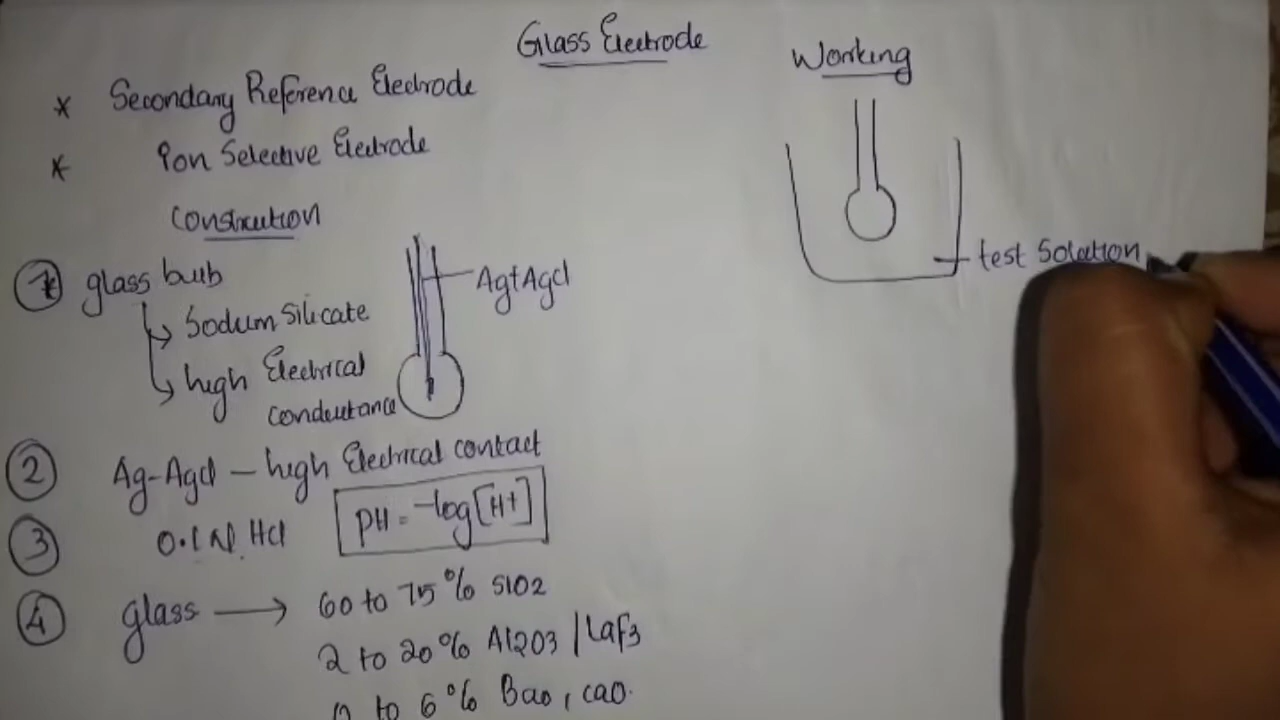 Glass Electrode
* Secondary Reference Electrode
* Ion Selective Electrode
Construction
1 glass bulb
→ Sodium Silicate
→ high Electrical
conductance
Ag+Agcl
2 Ag-Agcl – high Electrical contact
3 0.1 N HCl
PH = -log[H+]
4 glass → 60 to 75% SiO2
2 to 20% Al2O3 / LaF3
to 6% Bao, cao.
Working
test Solution